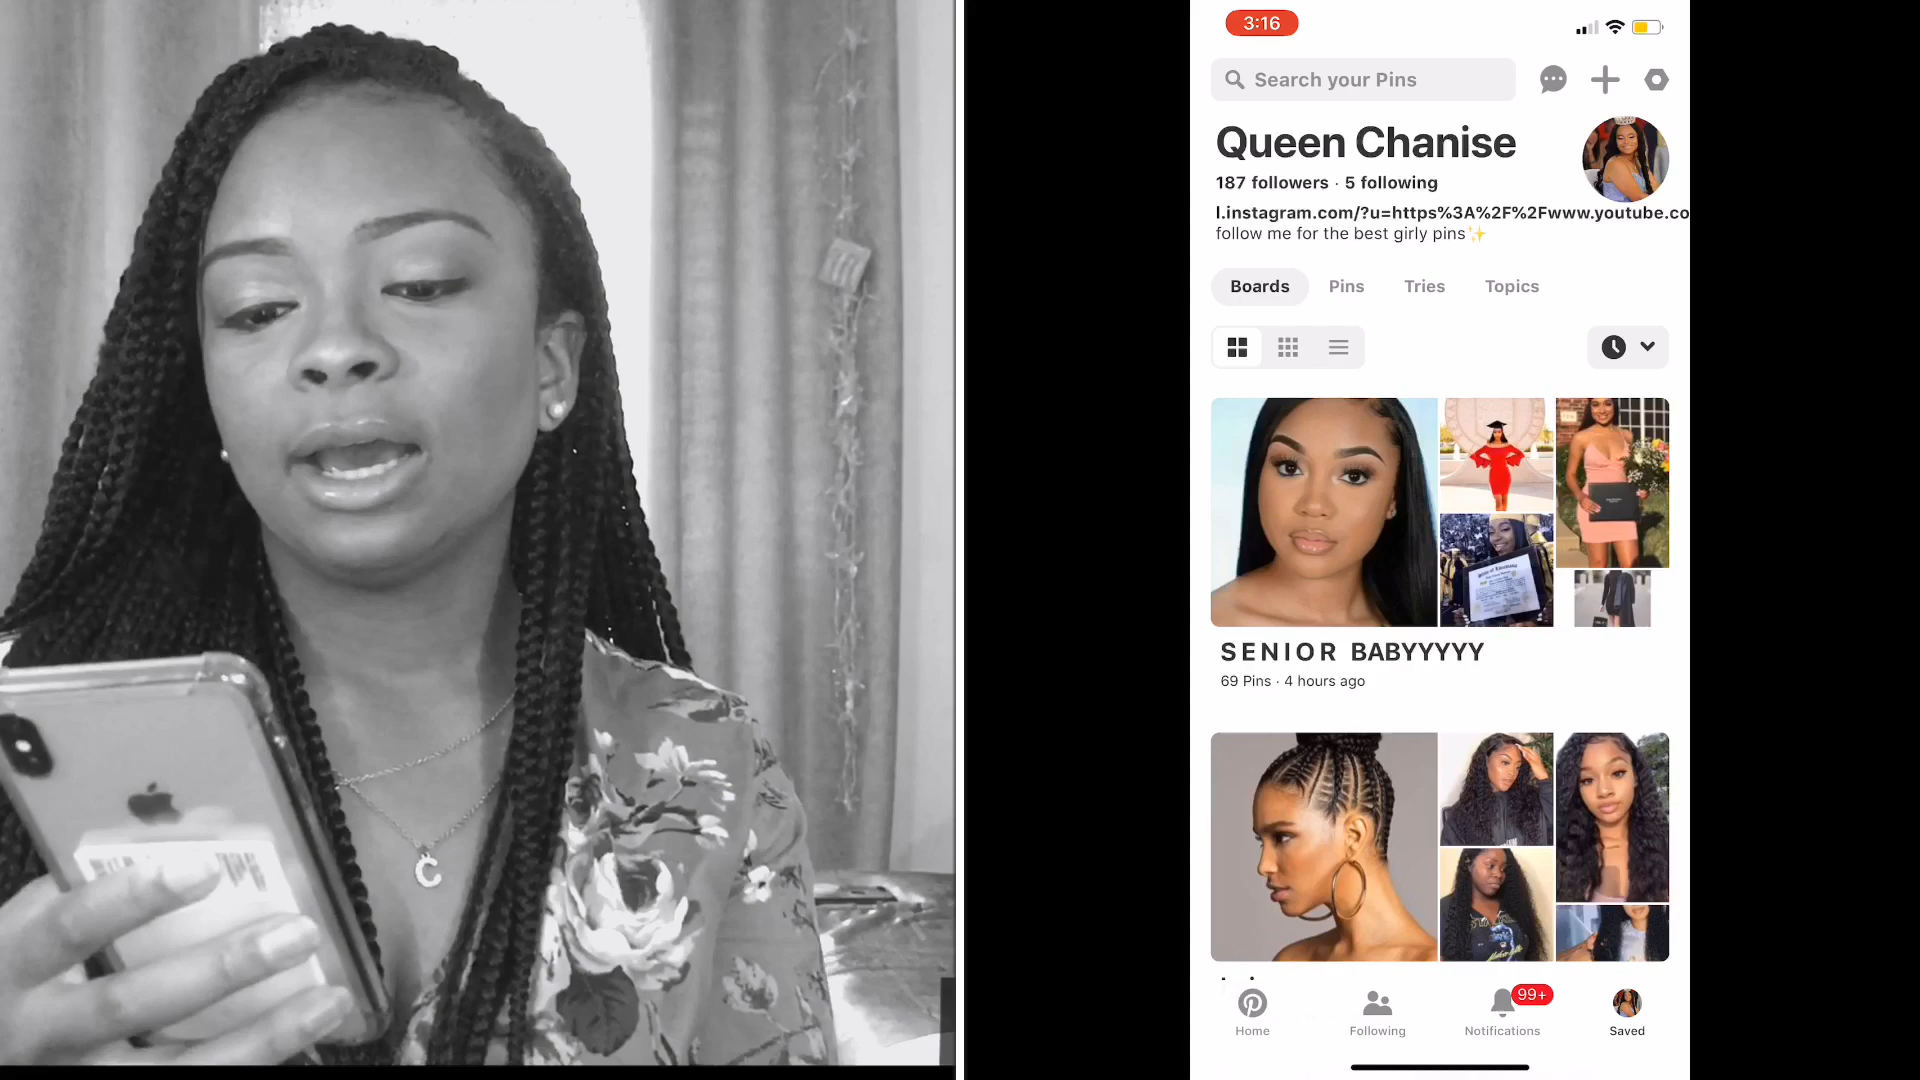 C
3:16
Search your Pins
Queen Chanise
187 followers · 5 following
l.instagram.com/?u=https%3A%2F%2Fwww.youtube.co
follow me for the best girly pins✨
Boards Pins Tries Topics
SENIOR BABYYYYY
69 Pins · 4 hours ago
99+
Home Following Notifications Saved